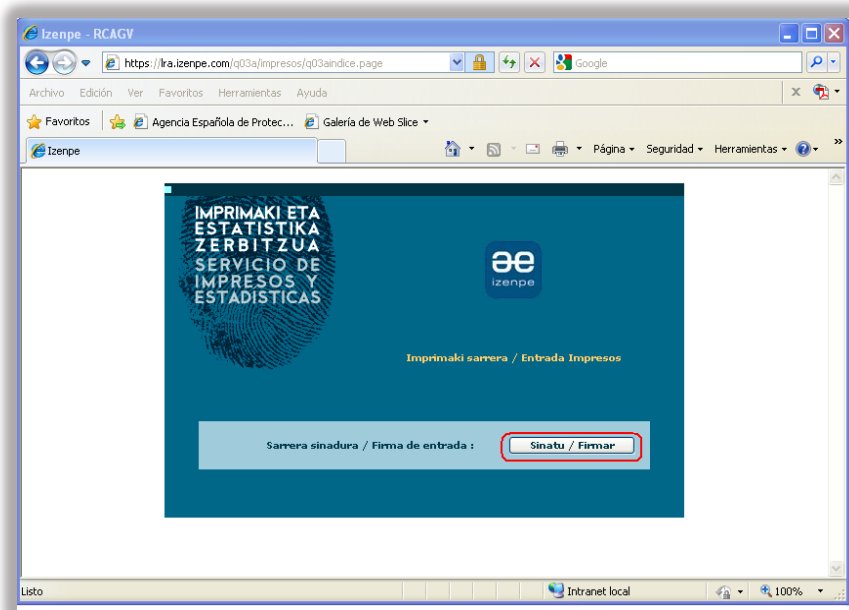 Izenpe - RCAGV
https://lra.izenpe.com/q03a/impresos/q03aindice.page
Google
Archivo Edición Ver Favoritos Herramientas Ayuda
Favoritos Agencia Española de Protec... Galería de Web Slice
Izenpe Página Seguridad Herramientas »
IMPRIMAKI ETA
ESTATISTIKA
ZERBITZUA
SERVICIO DE
IMPRESOS Y
ESTADÍSTICAS
izenpe
Imprimaki sarrera / Entrada Impresos
Sarrera sinadura / Firma de entrada : Sinatu / Firmar
Listo Intranet local 100%